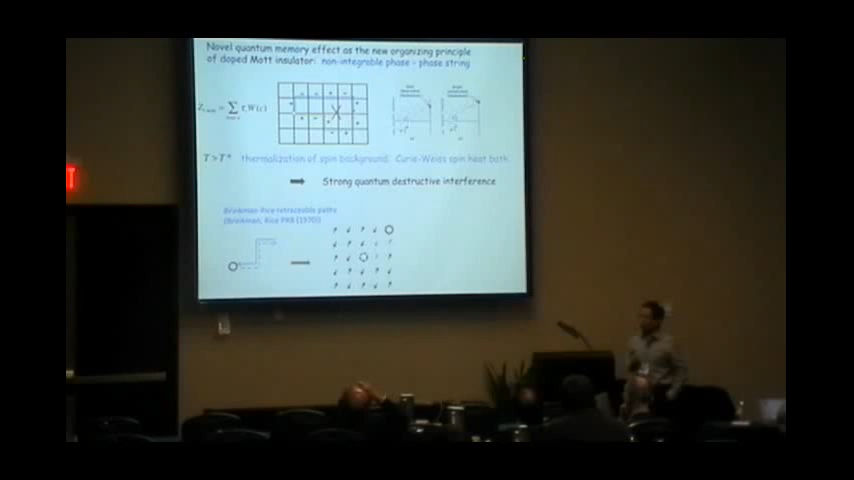 Novel quantum memory effect as the new organizing principle
of doped Mott insulator: non-integrable phase - phase string
T > T* thermalization of spin background: Curie-Weiss spin heat bath
Strong quantum destructive interference
Brinkman-Rice retraceable paths
(Brinkman, Rice PRB (1970))